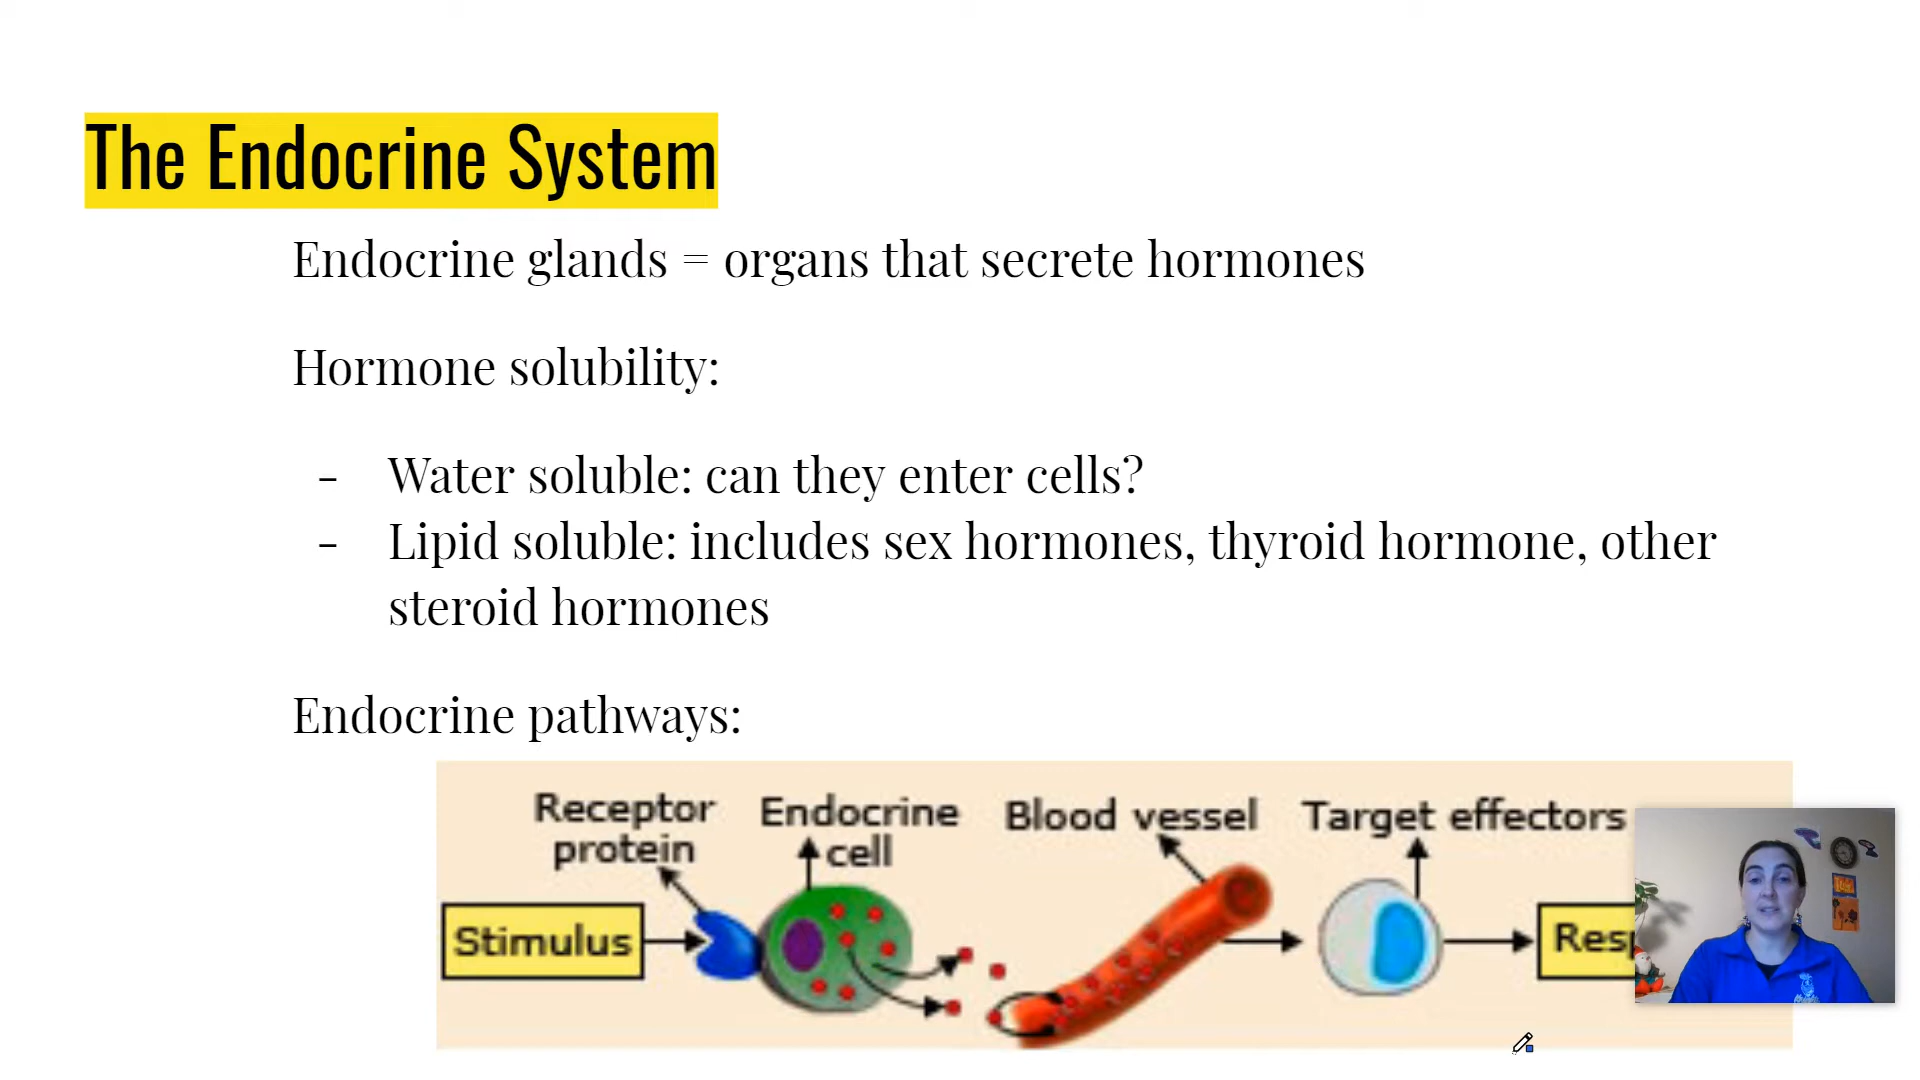 The Endocrine System
Endocrine glands = organs that secrete hormones
Hormone solubility:
- Water soluble: can they enter cells?
- Lipid soluble: includes sex hormones, thyroid hormone, other
steroid hormones
Endocrine pathways:
Receptor
protein
Endocrine
cell
Blood vessel
Target effectors
Stimulus
Resp